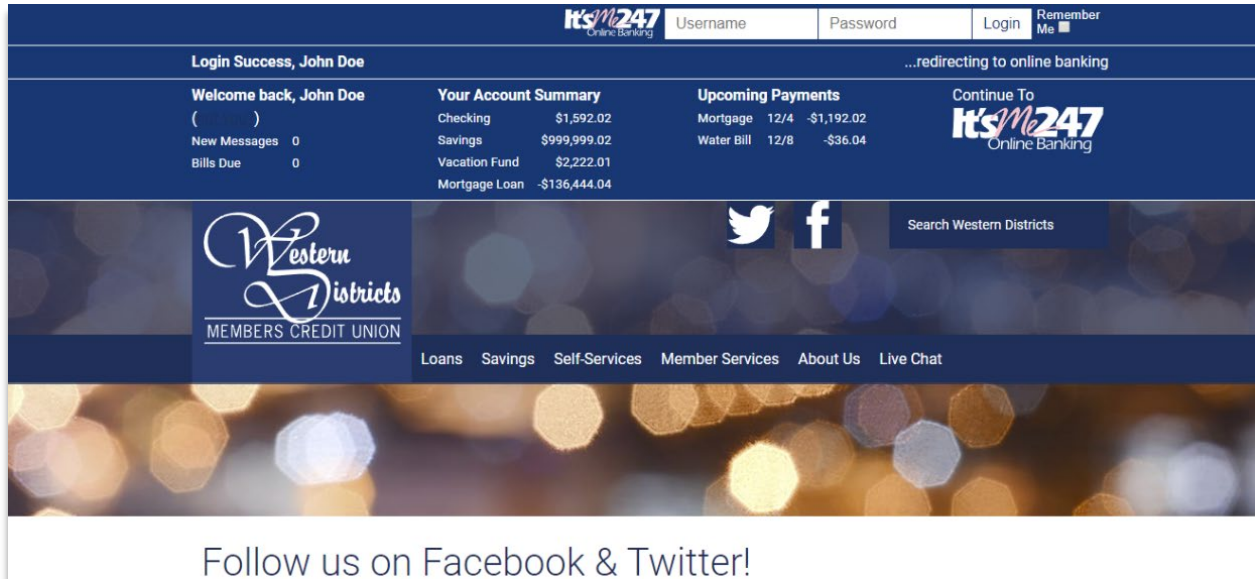 It'sMe247 Online Banking Username Password Login Remember Me
Login Success, John Doe ...redirecting to online banking
Welcome back, John Doe
( )
New Messages 0
Bills Due 0
Your Account Summary
Checking $1,592.02
Savings $999,999.02
Vacation Fund $2,222.01
Mortgage Loan -$136,444.04
Upcoming Payments
Mortgage 12/4 -$1,192.02
Water Bill 12/8 -$36.04
Continue To
It'sMe247
Online Banking
Search Western Districts
Western
Districts
MEMBERS CREDIT UNION
Loans Savings Self-Services Member Services About Us Live Chat
Follow us on Facebook & Twitter!